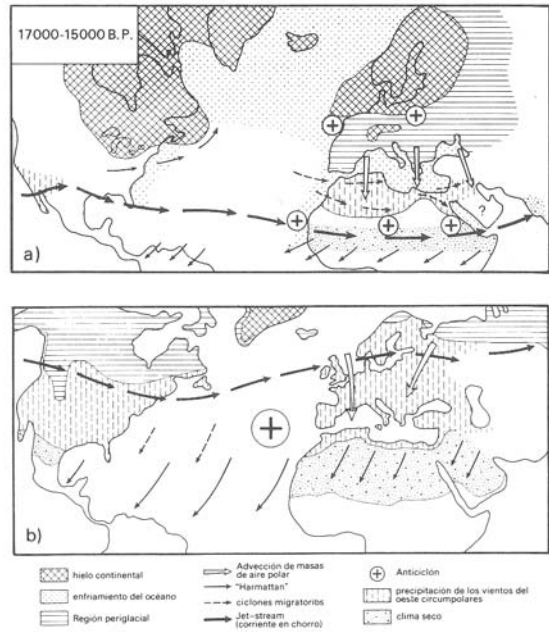 17000-15000 B.P.
?
a)
b)
hielo continental
enfriamiento del océano
Región periglacial
Advección de masas
de aire polar
"Harmattan"
ciclones migratorios
Jet-stream
(corriente en chorro)
Anticiclón
precipitación de los vientos del
oeste circumpolares
clima seco